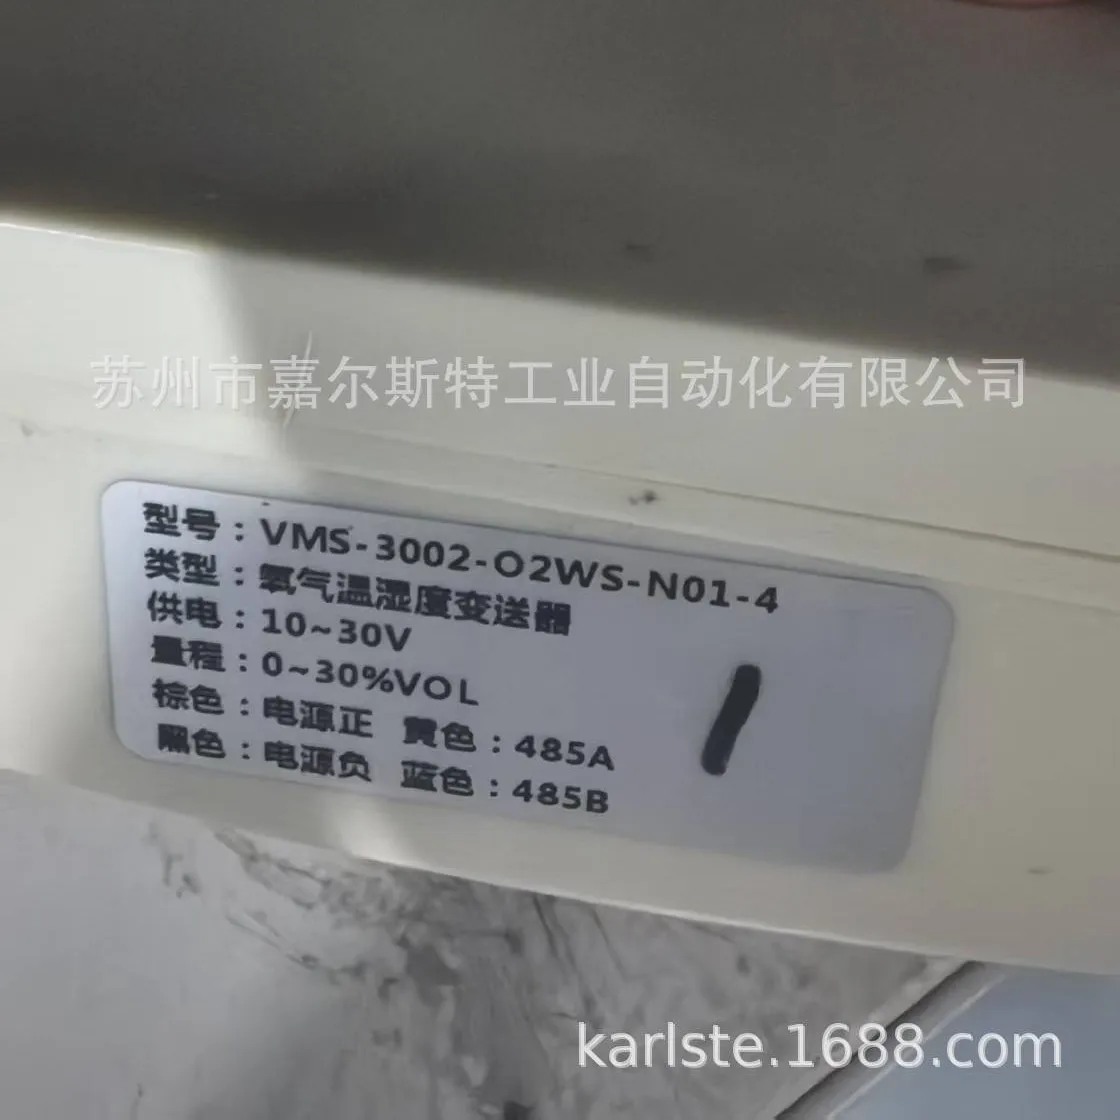 苏州市嘉尔斯特工业自动化有限公司
型号：VMS-3002-O2WS-N01-4
类型：氧气温湿度变送器
供电：10~30V
量程：0~30%VOL
棕色：电源正 黄色：485A
黑色：电源负 蓝色：485B
1
karlste.1688.com